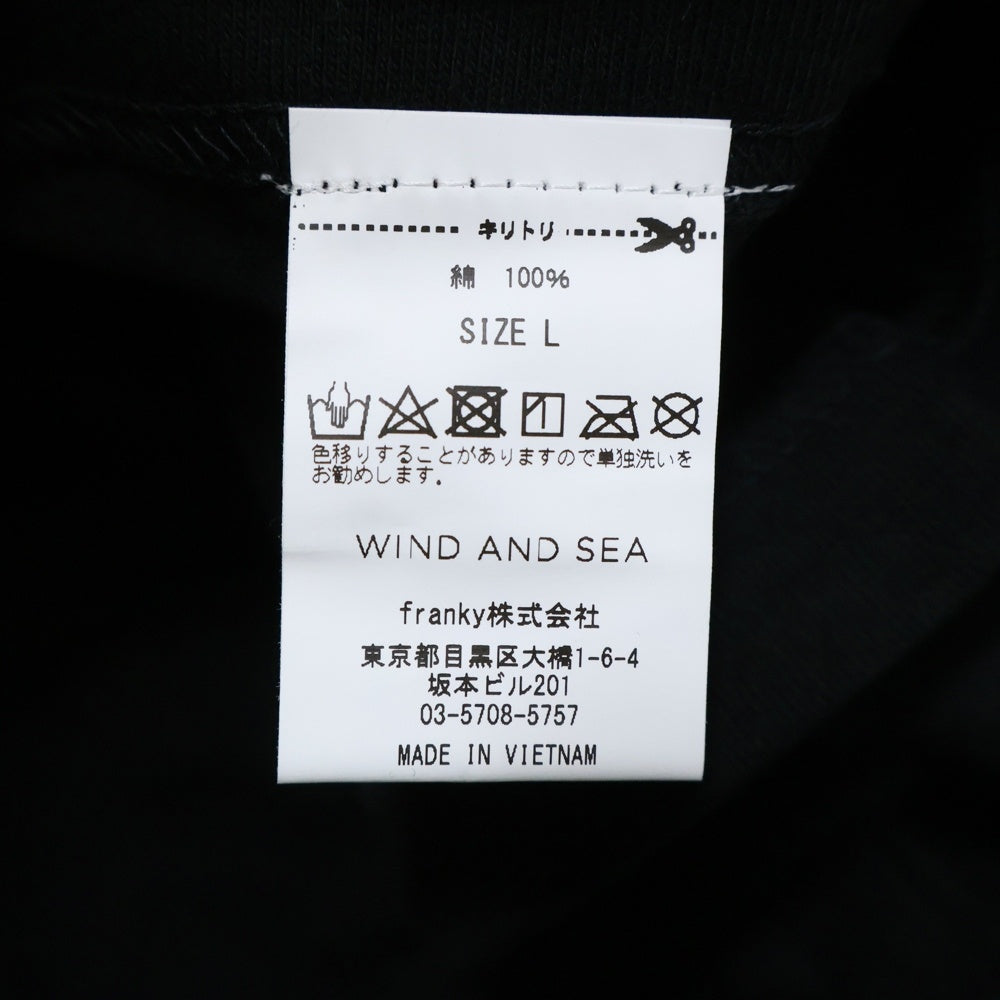 キリトリ
綿 100%
SIZE L
色移りすることがありますので単独洗いを
お勧めします。
WIND AND SEA
franky株式会社
東京都目黒区大橋1-6-4
坂本ビル201
03-5708-5757
MADE IN VIETNAM